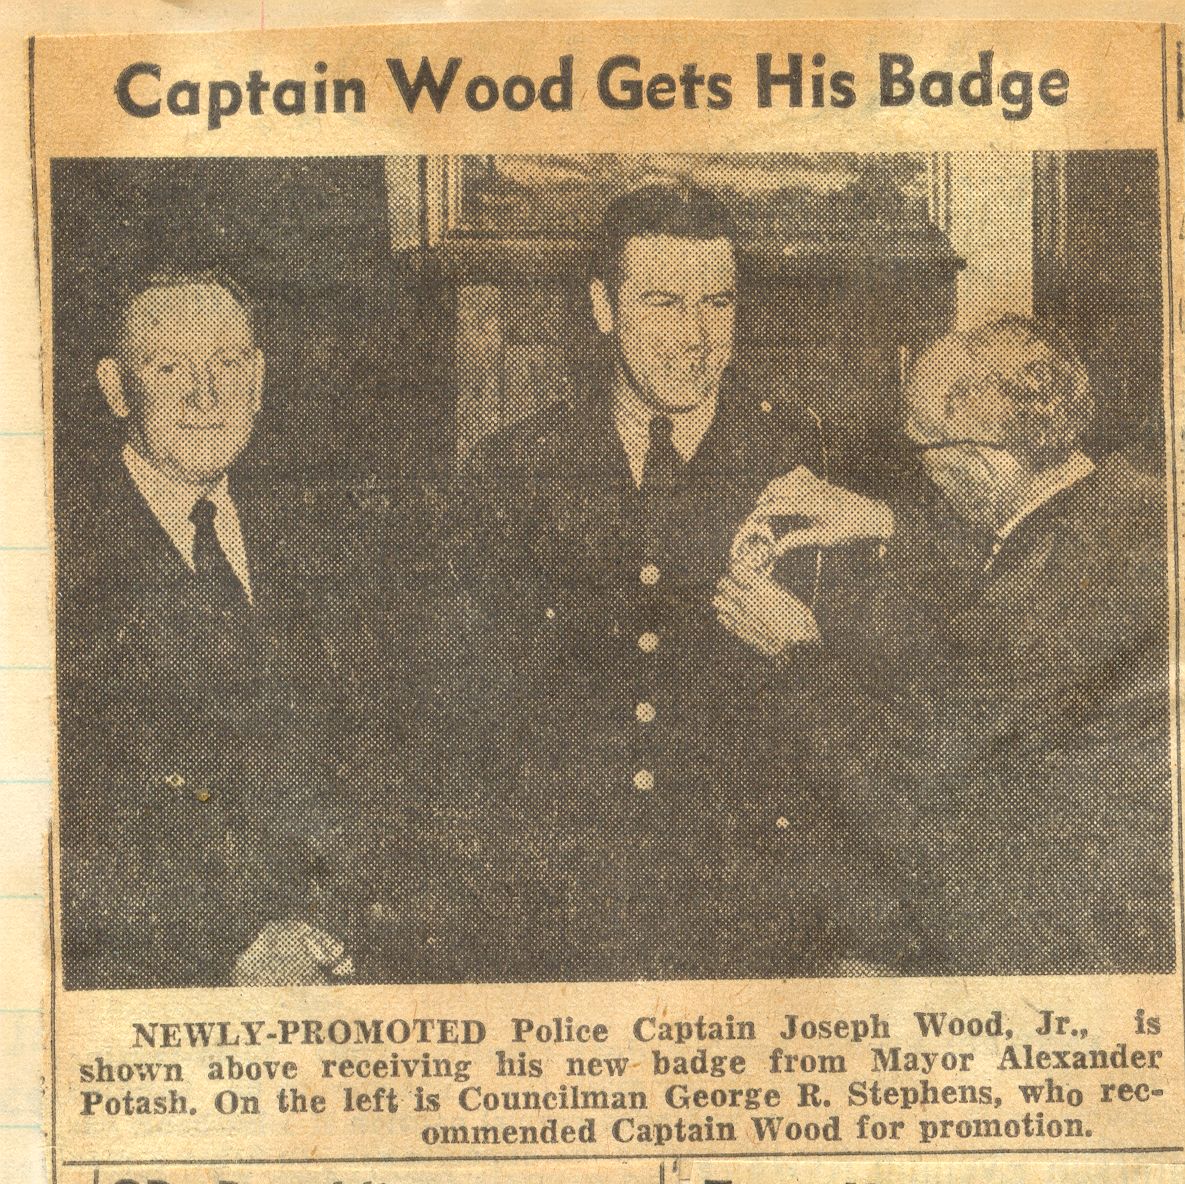 Captain Wood Gets His Badge
NEWLY-PROMOTED Police Captain Joseph Wood, Jr., is
shown above receiving his new badge from Mayor Alexander
Potash. On the left is Councilman George R. Stephens, who rec-
ommended Captain Wood for promotion.